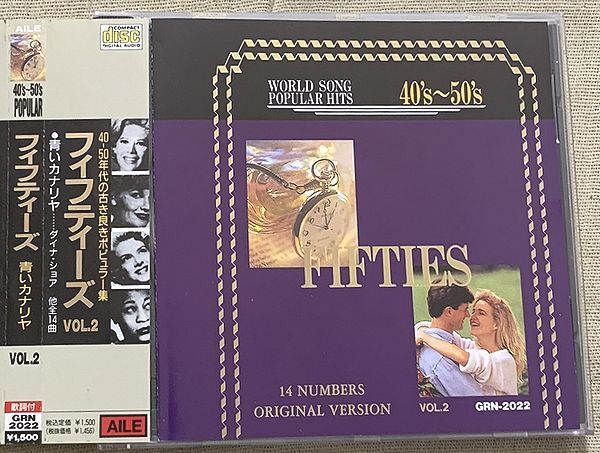 AILE
40's~50's
POPULAR
フィフティーズ 青いカナリヤ
VOL.2
歌詞付
GRN
2022
¥1,500
COMPACT
disc
DIGITAL AUDIO
40~50年代の古き良きポピュラー集
フィフティーズ VOL.2
●青いカナリヤ……ダイナ・ショア 他全14曲
税込定価 ¥1,500
(税抜価格 ¥1,456)
AILE
WORLD SONG
POPULAR HITS
40's~50's
FIFTIES
14 NUMBERS
ORIGINAL VERSION
VOL.2
GRN-2022